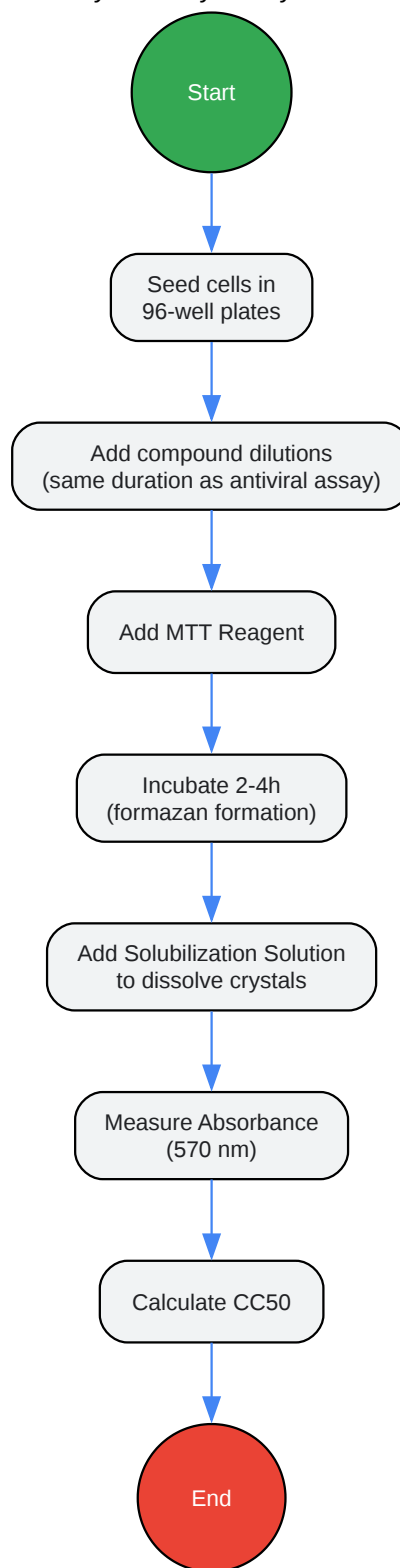 Start
Seed cells in
96-well plates
Add compound dilutions
(same duration as antiviral assay)
Add MTT Reagent
Incubate 2-4h
(formazan formation)
Add Solubilization Solution
to dissolve crystals
Measure Absorbance
(570 nm)
Calculate CC50
End